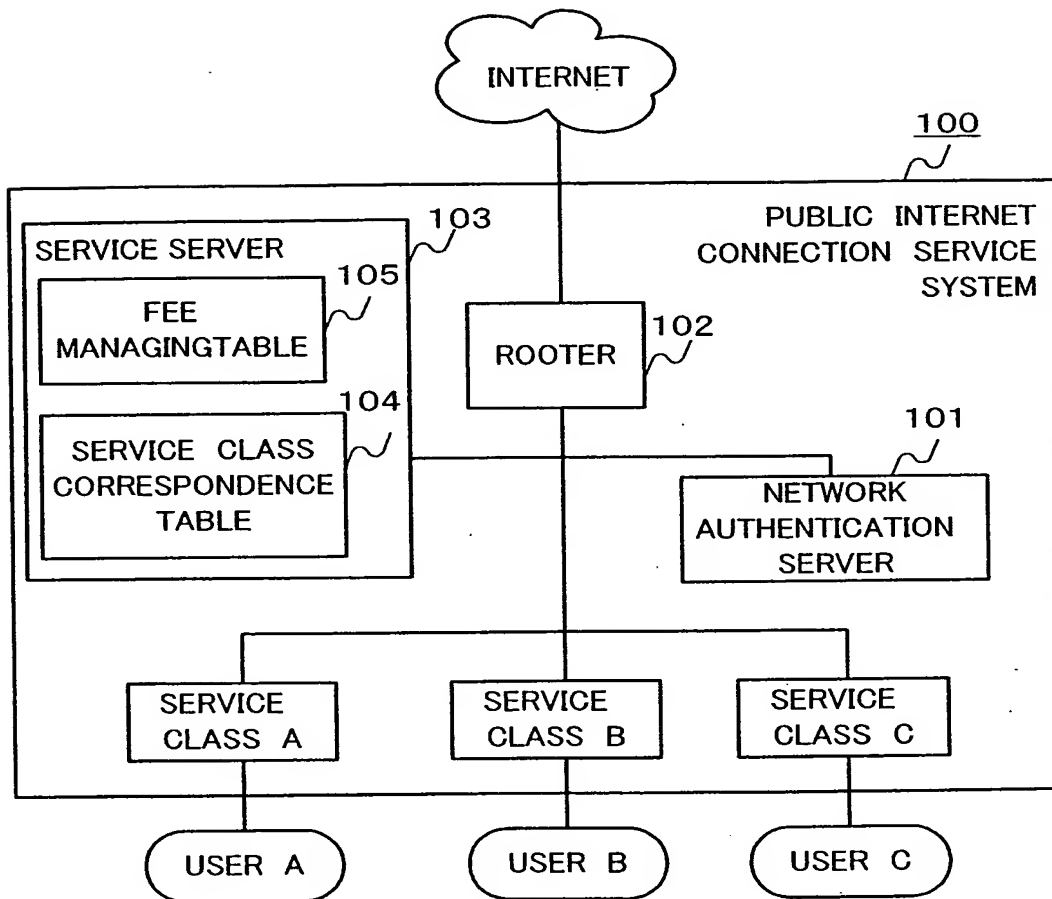 INTERNET
100
PUBLIC INTERNET
CONNECTION SERVICE
SYSTEM
103
SERVICE SERVER
105
FEE
MANAGINGTABLE
102
ROOTER
104
SERVICE CLASS
CORRESPONDENCE
TABLE
101
NETWORK
AUTHENTICATION
SERVER
SERVICE
CLASS A
SERVICE
CLASS B
SERVICE
CLASS C
USER A
USER B
USER C